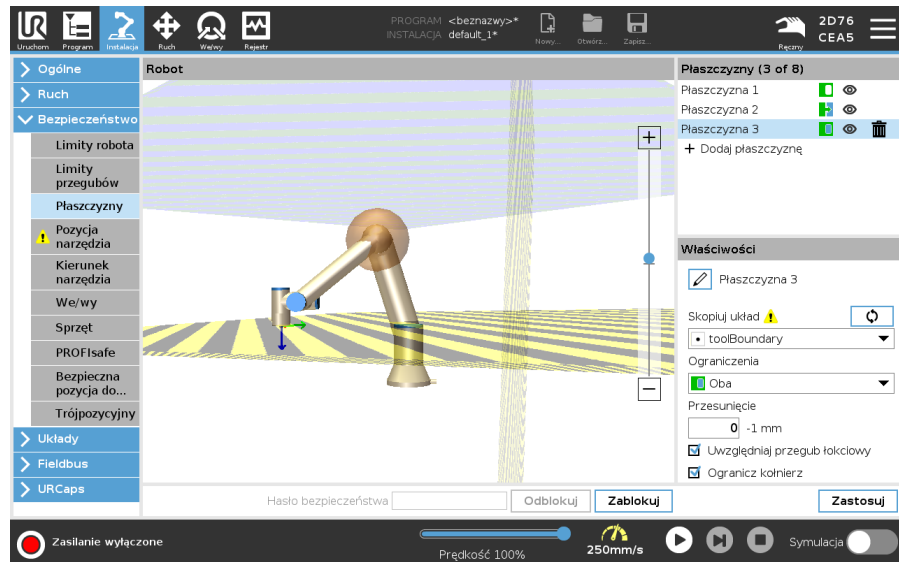 Uruchom
Program
Instalacja
Ruch
We/wy
Rejestr
PROGRAM <beznazwy>*
INSTALACJA default_1*
Nowy...
Otwórz...
Zapisz...
Ręczny
2D76
CEA5
Ogólne
Ruch
Bezpieczeństwo
Limity robota
Limity
przegubów
Płaszczyzny
Pozycja
narzędzia
Kierunek
narzędzia
We/wy
Sprzęt
PROFIsafe
Bezpieczna
pozycja do...
Trójpozycyjny
Układy
Fieldbus
URCaps
Robot
+
−
Płaszczyzny (3 of 8)
Płaszczyzna 1
Płaszczyzna 2
Płaszczyzna 3
+ Dodaj płaszczyznę
Właściwości
Płaszczyzna 3
Skopiuj układ
toolBoundary
Ograniczenia
Oba
Przesunięcie
0 -1 mm
Uwzględniaj przegub łokciowy
Ogranicz kołnierz
Hasło bezpieczeństwa
Odblokuj
Zablokuj
Zastosuj
Zasilanie wyłączone
Prędkość 100%
250mm/s
Symulacja